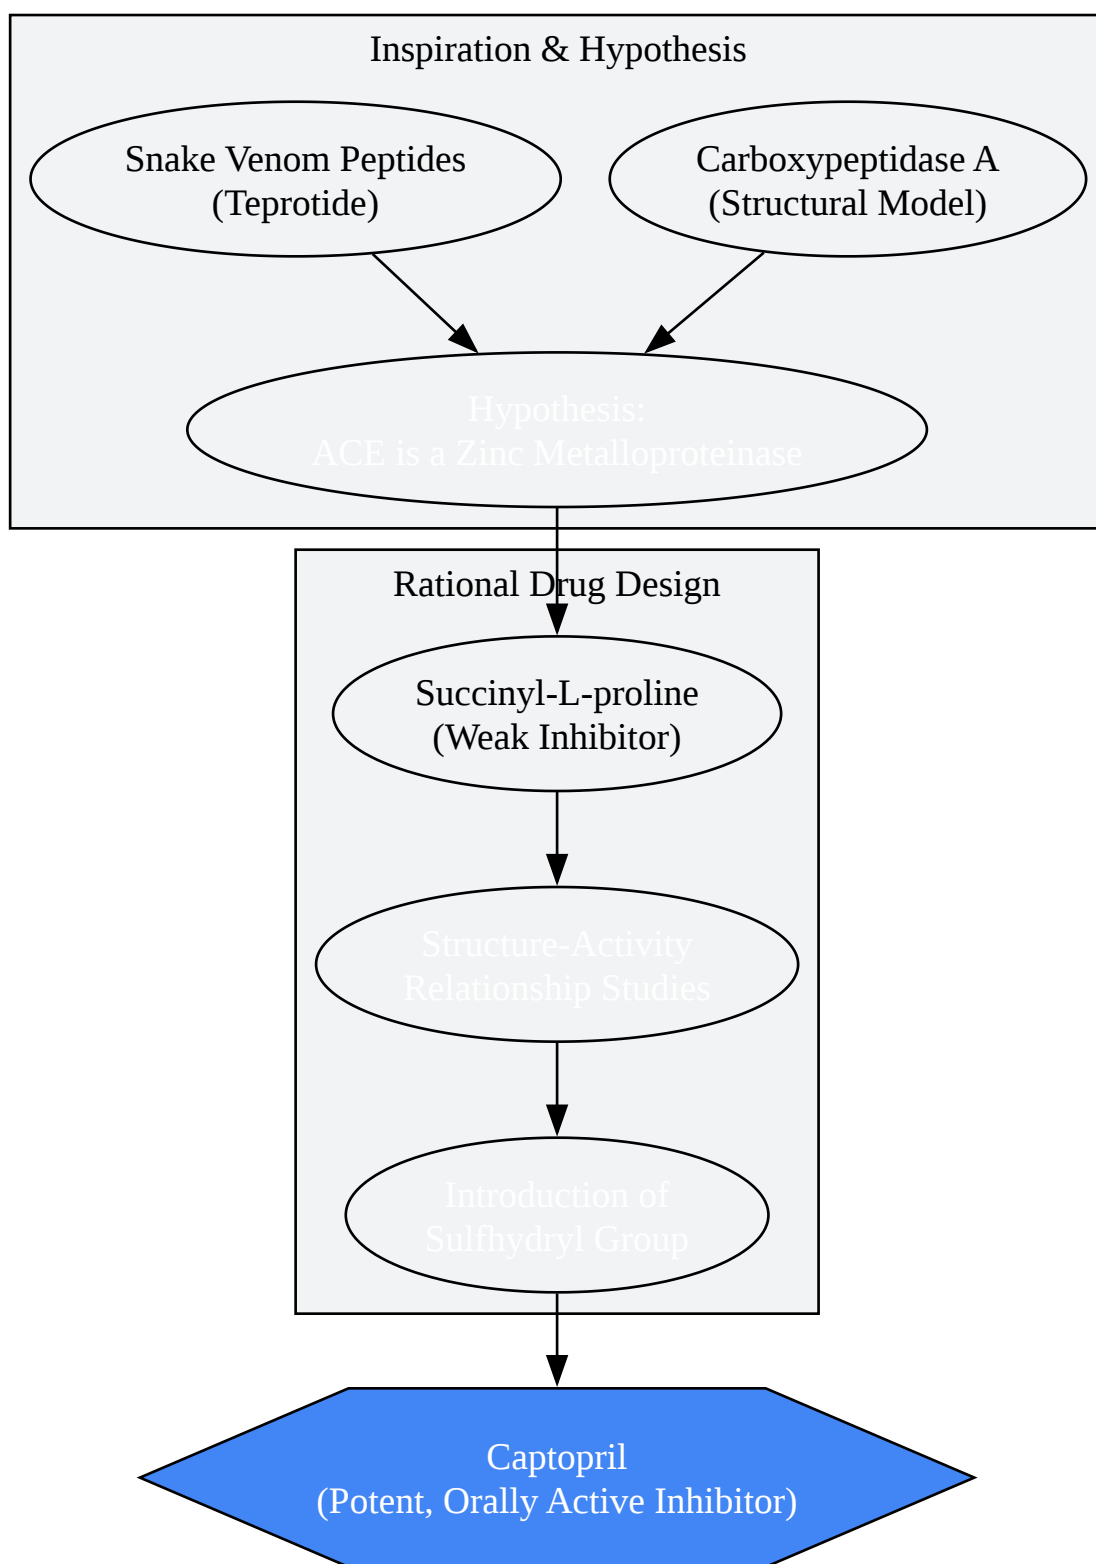 Inspiration & Hypothesis
Snake Venom Peptides
(Teprotide)
Carboxypeptidase A
(Structural Model)
Hypothesis:
ACE is a Zinc Metalloproteinase
Rational Drug Design
Succinyl-L-proline
(Weak Inhibitor)
Structure-Activity
Relationship Studies
Introduction of
Sulfhydryl Group
Captopril
(Potent, Orally Active Inhibitor)